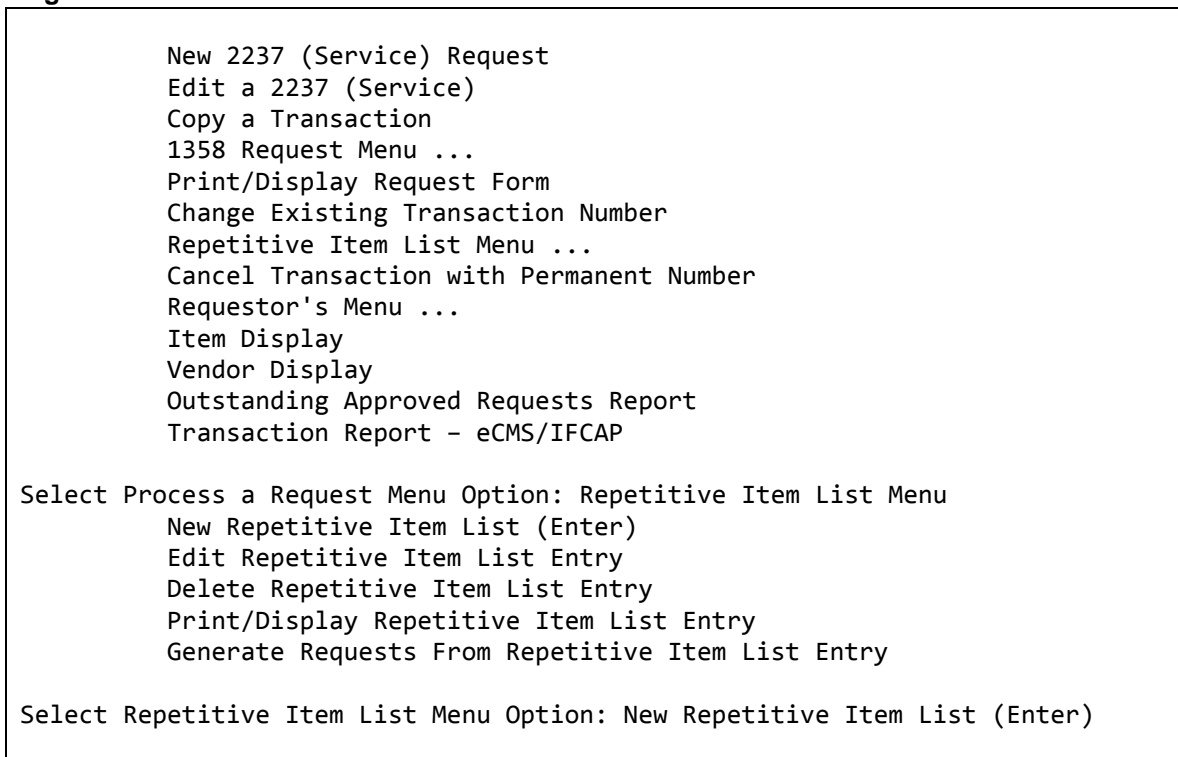 New 2237 (Service) Request
Edit a 2237 (Service)
Copy a Transaction
1358 Request Menu ...
Print/Display Request Form
Change Existing Transaction Number
Repetitive Item List Menu ...
Cancel Transaction with Permanent Number
Requestor's Menu ...
Item Display
Vendor Display
Outstanding Approved Requests Report
Transaction Report – eCMS/IFCAP
Select Process a Request Menu Option: Repetitive Item List Menu
New Repetitive Item List (Enter)
Edit Repetitive Item List Entry
Delete Repetitive Item List Entry
Print/Display Repetitive Item List Entry
Generate Requests From Repetitive Item List Entry
Select Repetitive Item List Menu Option: New Repetitive Item List (Enter)